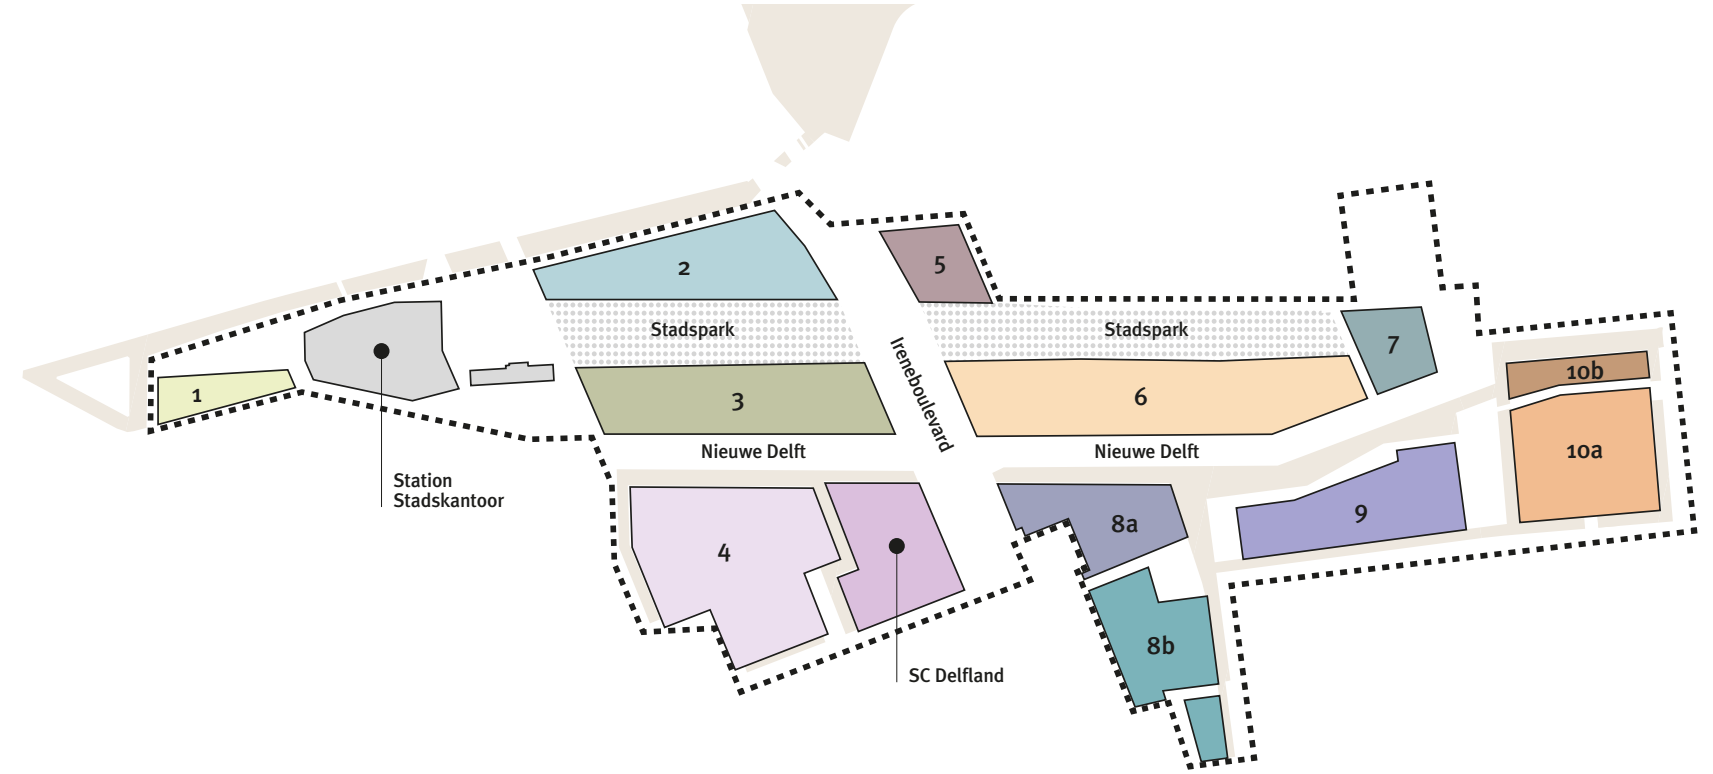 2
5
Stadspark
Stadspark
7
Ireneboulevard
10b
1
3
6
Nieuwe Delft
Nieuwe Delft
10a
Station
Stadskantoor
9
8a
4
8b
SC Delfland